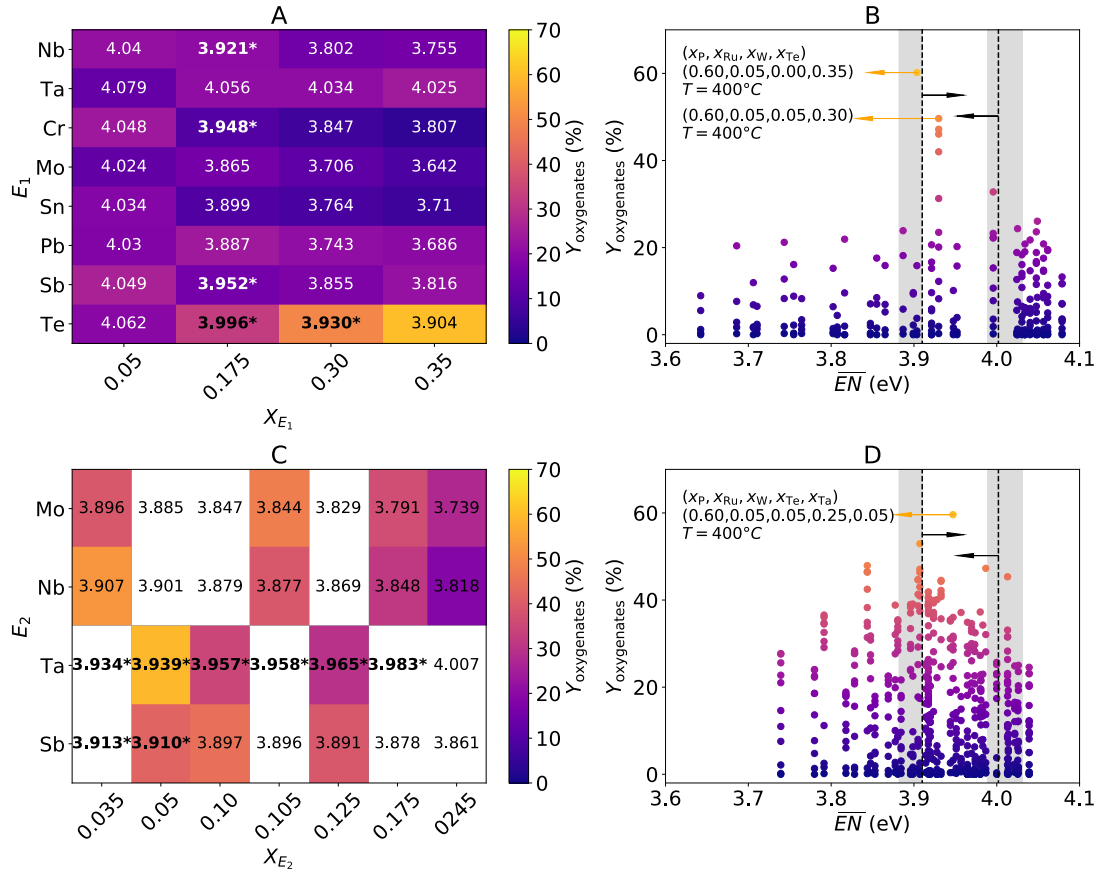 A
Nb 4.04 3.921* 3.802 3.755
Ta 4.079 4.056 4.034 4.025
Cr 4.048 3.948* 3.847 3.807
Mo 4.024 3.865 3.706 3.642
Sn 4.034 3.899 3.764 3.71
Pb 4.03 3.887 3.743 3.686
Sb 4.049 3.952* 3.855 3.816
Te 4.062 3.996* 3.930* 3.904
E1
0.05 0.175 0.30 0.35
XE1
70
60
50
40
30
20
10
0
Yoxygenates (%)
B
(xP, xRu, xW, xTe)
(0.60,0.05,0.00,0.35)
T = 400°C
(0.60,0.05,0.05,0.30)
T = 400°C
60
40
20
0
Yoxygenates (%)
3.6 3.7 3.8 3.9 4.0 4.1
EN (eV)
C
Mo 3.896 3.885 3.847 3.844 3.829 3.791 3.739
Nb 3.907 3.901 3.879 3.877 3.869 3.848 3.818
Ta 3.934* 3.939* 3.957* 3.958* 3.965* 3.983* 4.007
Sb 3.913* 3.910* 3.897 3.896 3.891 3.878 3.861
E2
0.035 0.05 0.10 0.105 0.125 0.175 0245
XE2
70
60
50
40
30
20
10
0
Yoxygenates (%)
D
(xP, xRu, xW, xTe, xTa)
(0.60,0.05,0.05,0.25,0.05)
T = 400°C
60
40
20
0
Yoxygenates (%)
3.6 3.7 3.8 3.9 4.0 4.1
EN (eV)